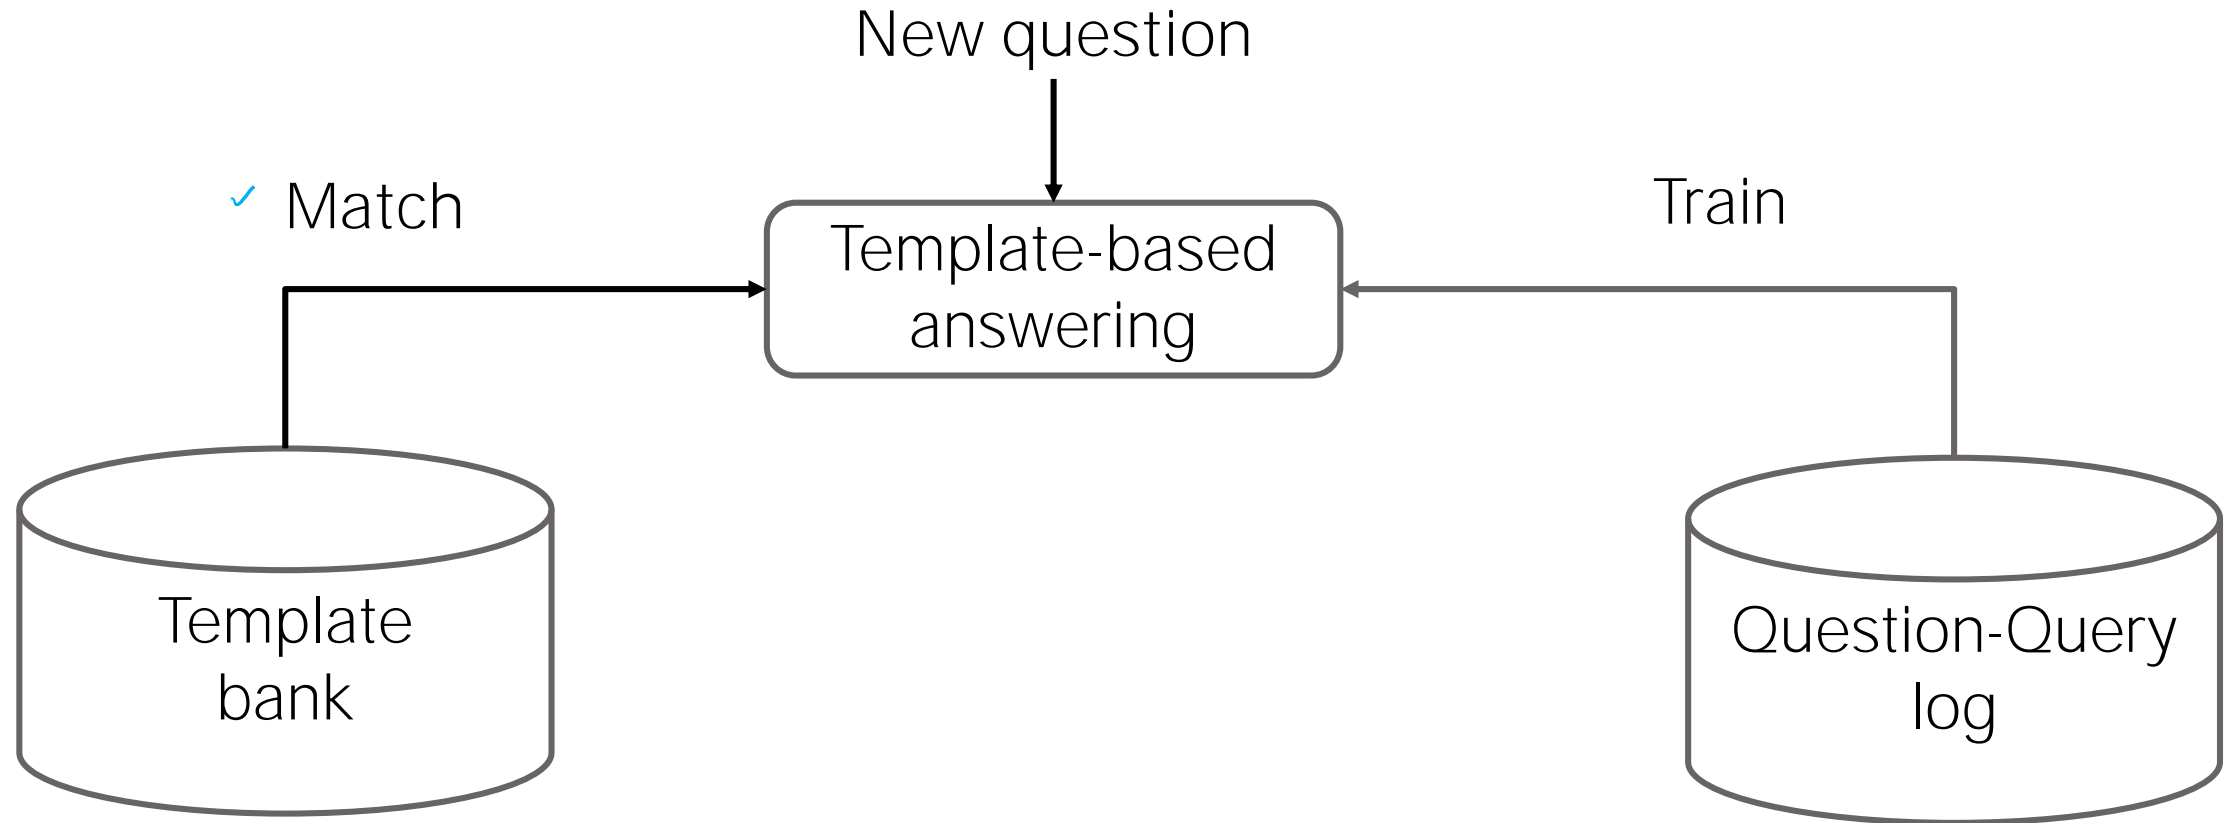 New question
✓ Match
Train
Template-based
answering
Template
bank
Question-Query
log